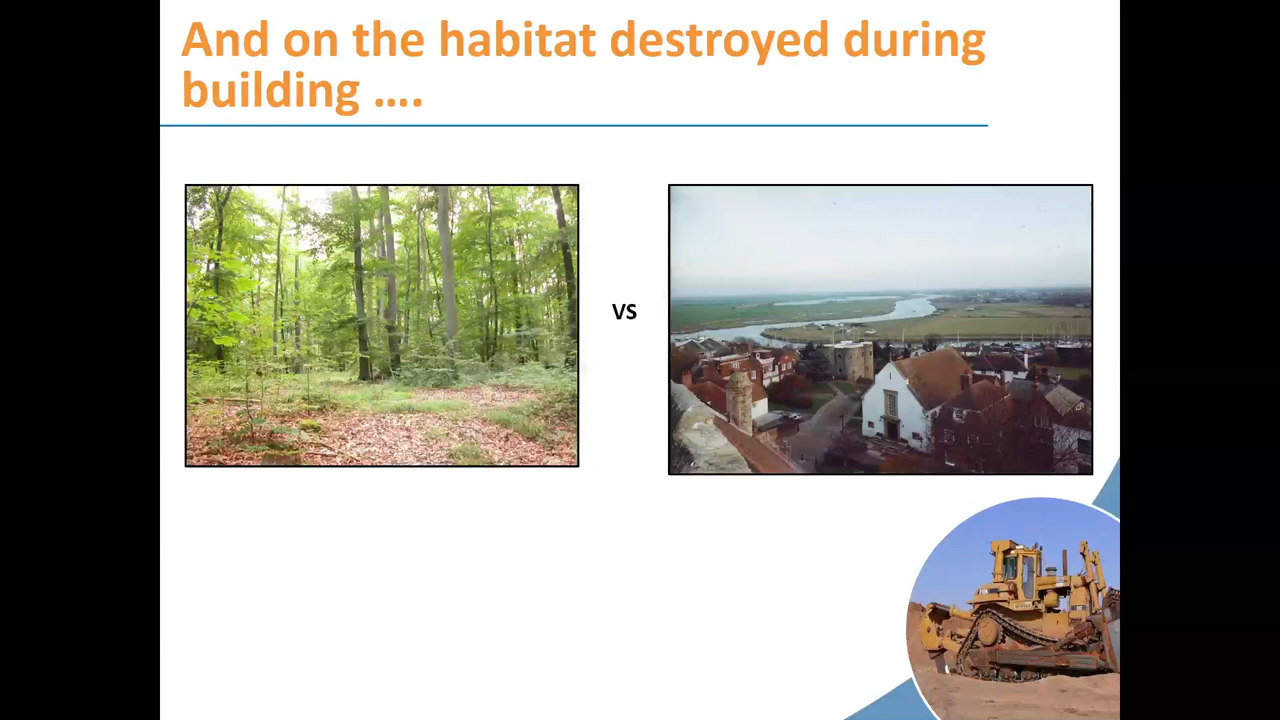 And on the habitat destroyed during
building ....
VS